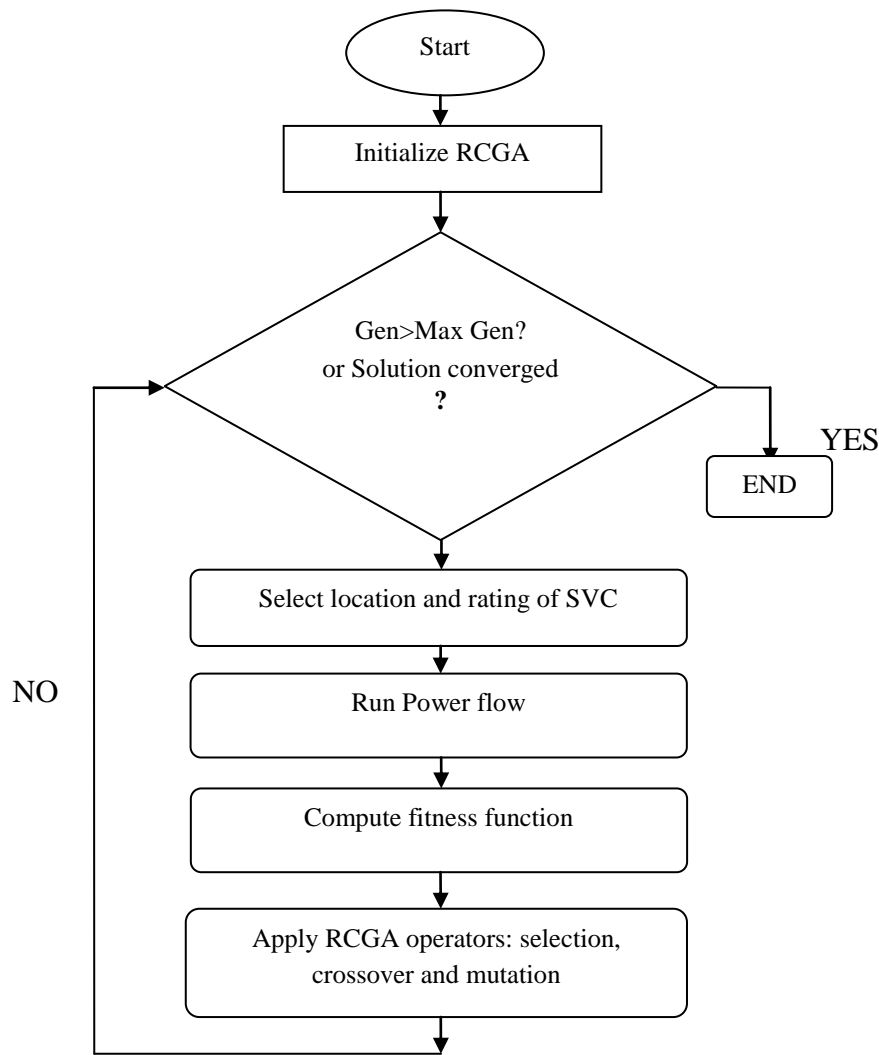 Start
Initialize RCGA
Gen>Max Gen?
or Solution converged
?
YES
END
Select location and rating of SVC
NO
Run Power flow
Compute fitness function
Apply RCGA operators: selection,
crossover and mutation